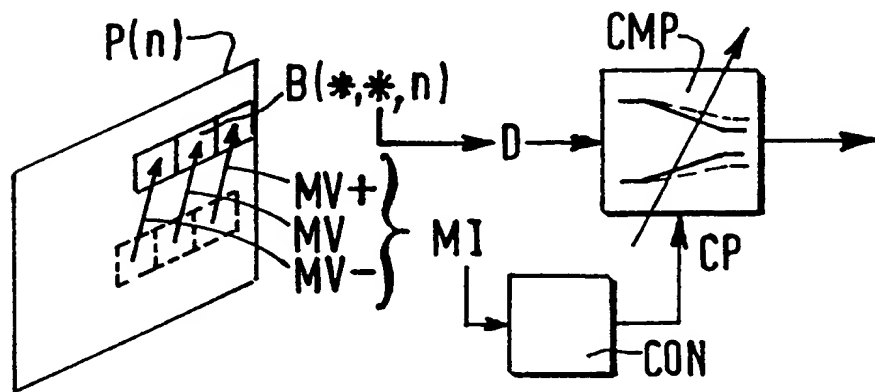 P(n)
CMP
B(*,*,n)
D
MV+
MV
MV-
MI
CP
CON